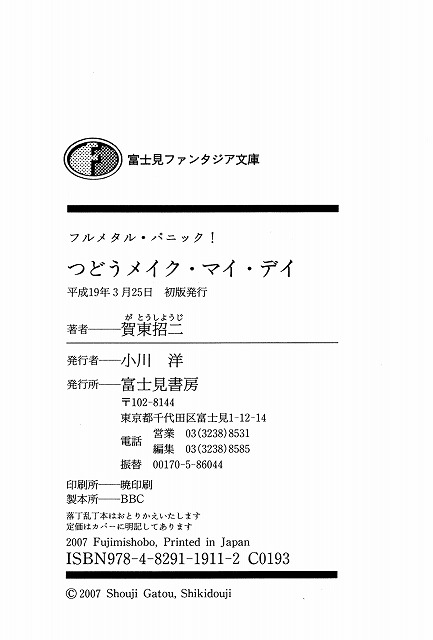 富士見ファンタジア文庫
フルメタル・パニック！
つどうメイク・マイ・デイ
平成19年3月25日　初版発行
が とうしようじ
著者──賀東招二
発行者──小川　洋
発行所──富士見書房
〒102-8144
東京都千代田区富士見1-12-14
電話　営業　03(3238)8531
編集　03(3238)8585
振替　00170-5-86044
印刷所──暁印刷
製本所──BBC
落丁乱丁本はおとりかえいたします
定価はカバーに明記してあります
2007 Fujimishobo, Printed in Japan
ISBN978-4-8291-1911-2 C0193
©2007 Shouji Gatou, Shikidouji